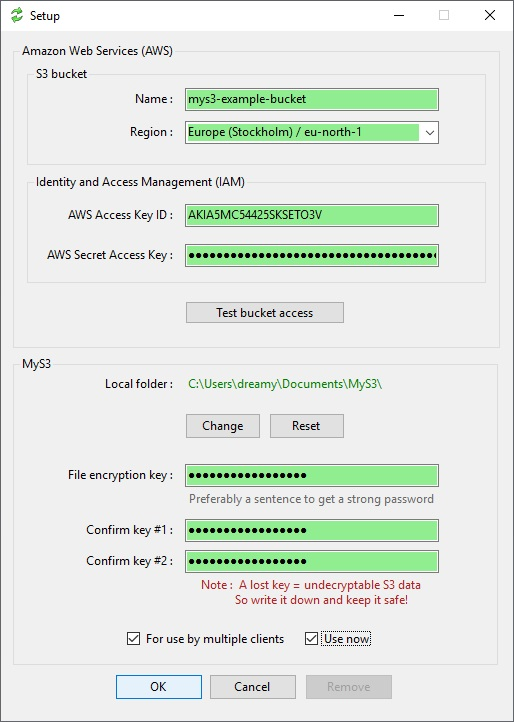 Setup
Amazon Web Services (AWS)
S3 bucket
Name : mys3-example-bucket
Region : Europe (Stockholm) / eu-north-1
Identity and Access Management (IAM)
AWS Access Key ID : AKIA5MC54425SKSETO3V
AWS Secret Access Key : ●●●●●●●●●●●●●●●●●●●●●●●●●●●●●●●●●●●●
Test bucket access
MyS3
Local folder : C:\Users\dreamy\Documents\MyS3\
Change Reset
File encryption key : ●●●●●●●●●●●●●●●●●
Preferably a sentence to get a strong password
Confirm key #1 : ●●●●●●●●●●●●●●●●●
Confirm key #2 : ●●●●●●●●●●●●●●●●●
Note : A lost key = undecryptable S3 data
So write it down and keep it safe!
For use by multiple clients Use now
OK Cancel Remove